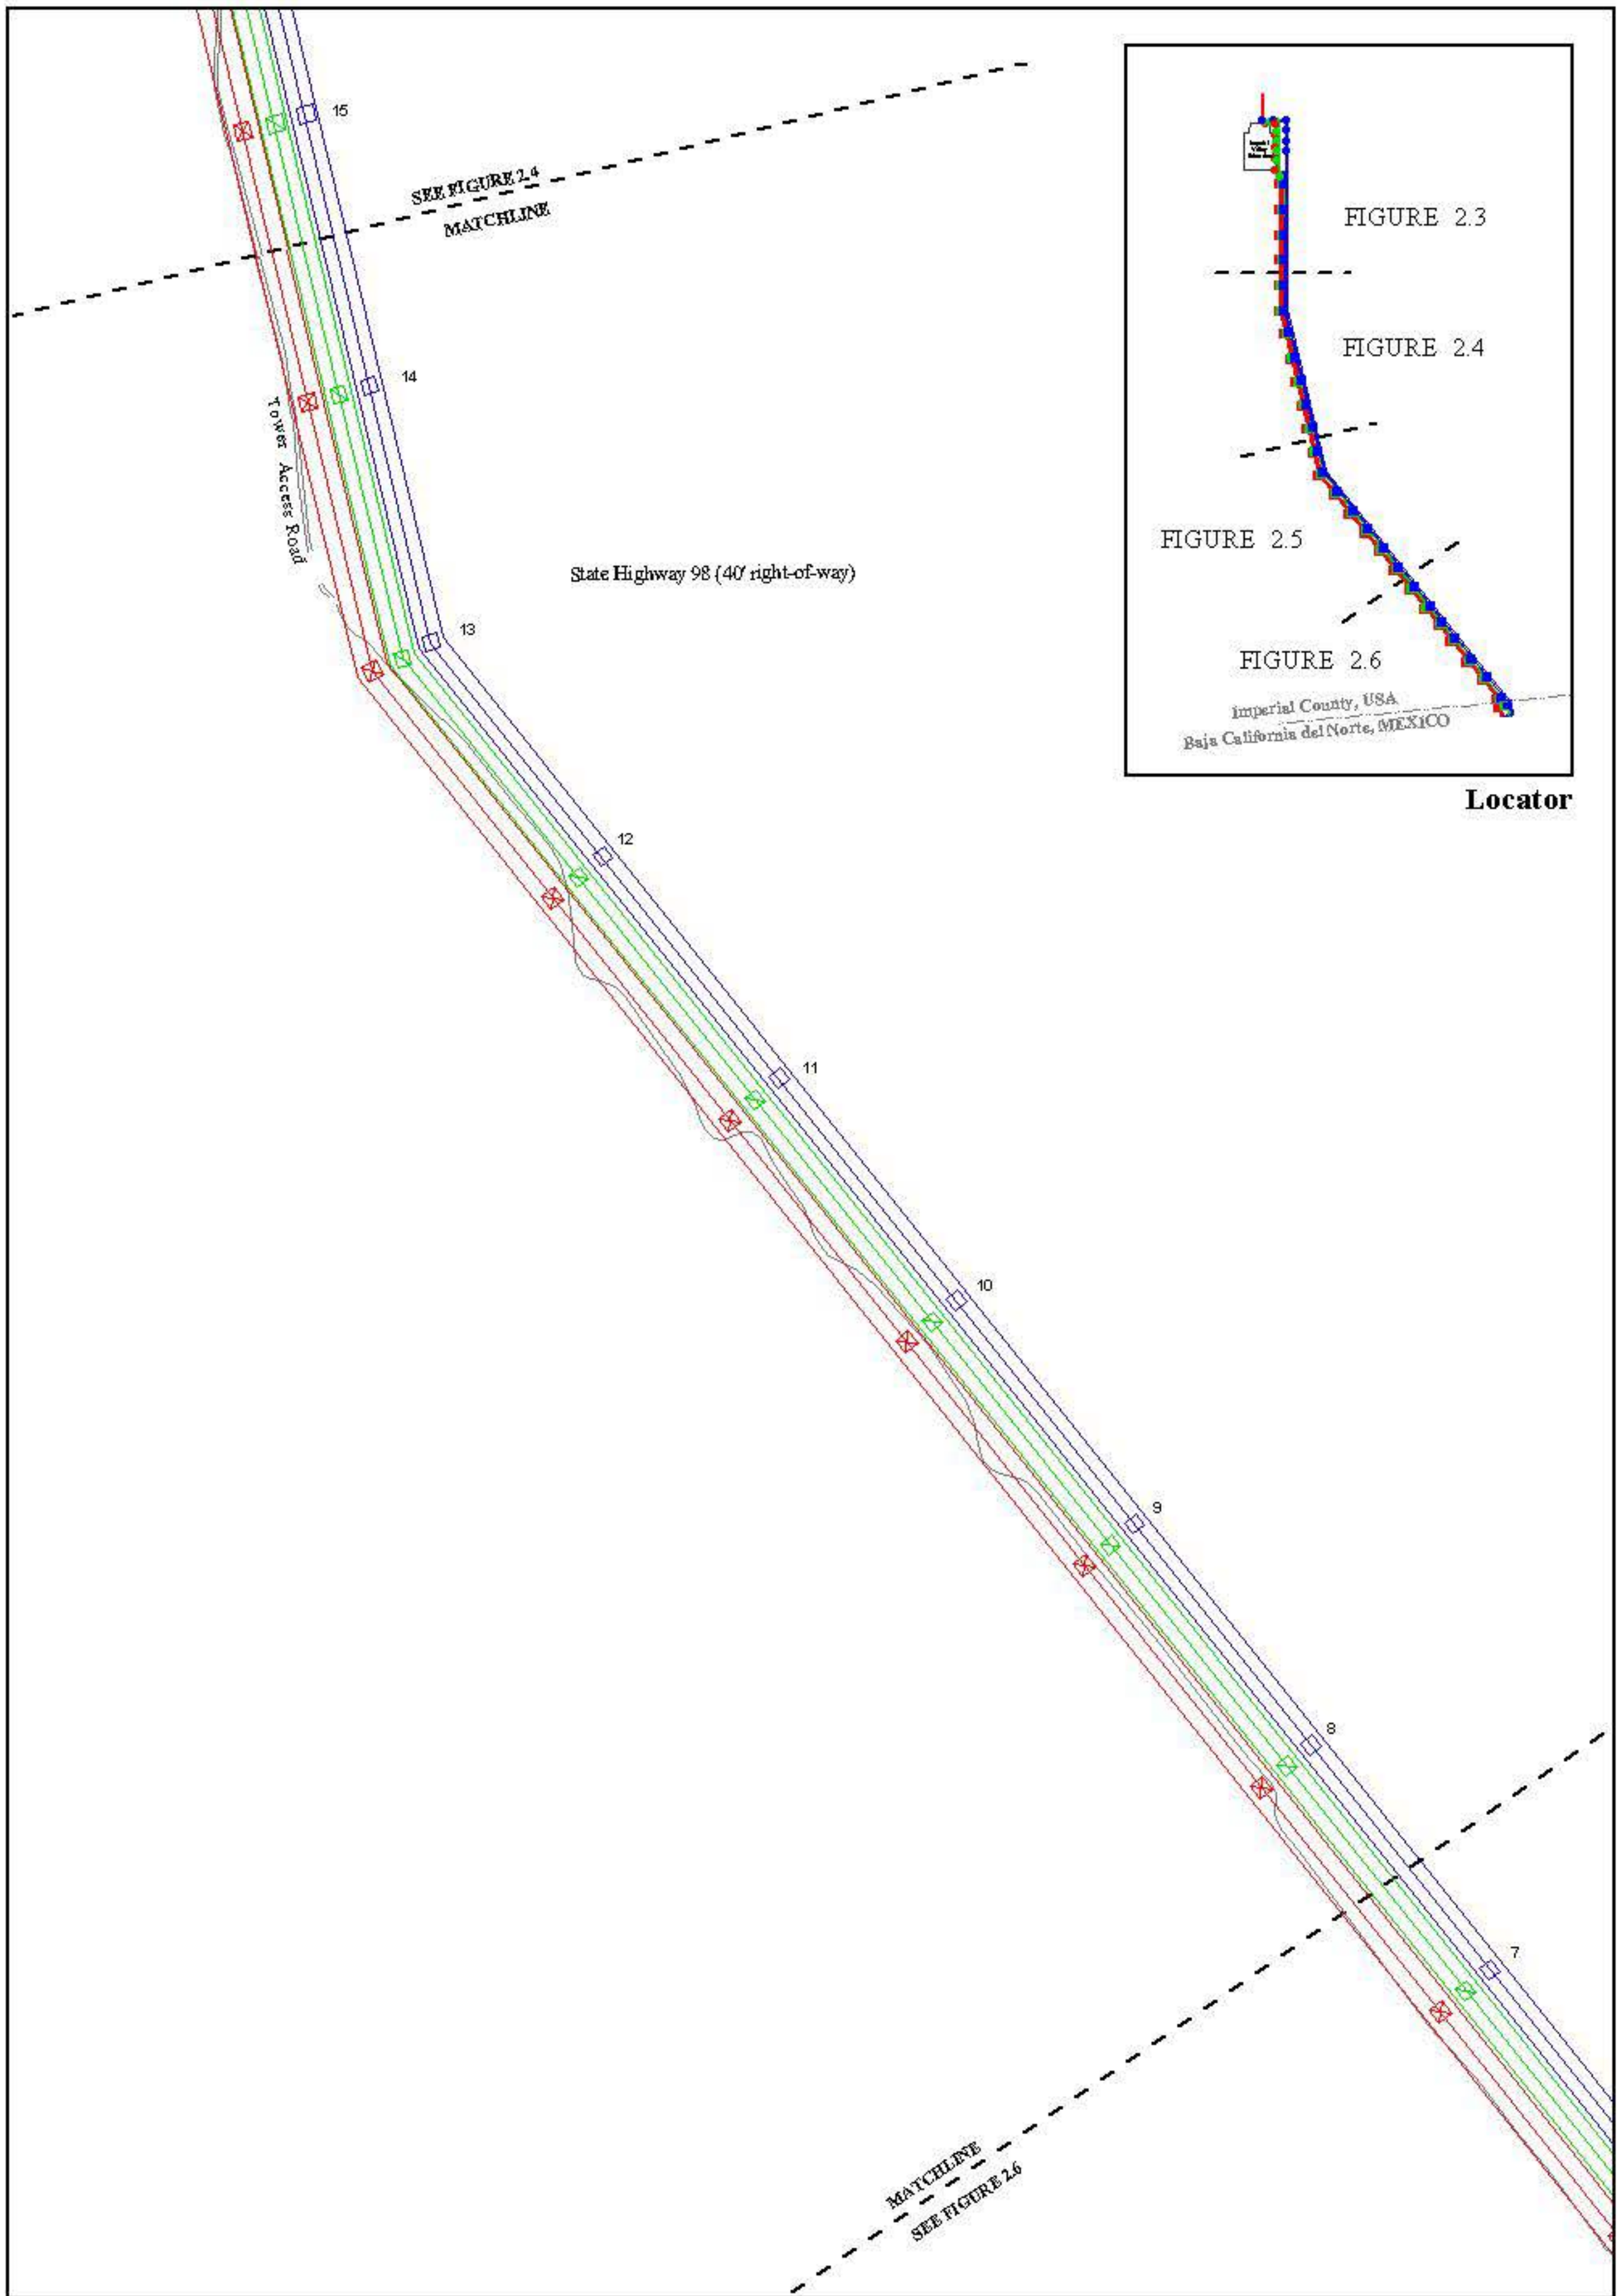 15
SEE FIGURE 2.4
MATCHLINE
14
Tower Access Road
State Highway 98 (40' right-of-way)
13
12
11
10
9
8
7
MATCHLINE
SEE FIGURE 2.6
FIGURE 2.3
FIGURE 2.4
FIGURE 2.5
FIGURE 2.6
Imperial County, USA
Baja California del Norte, MEXICO
Locator